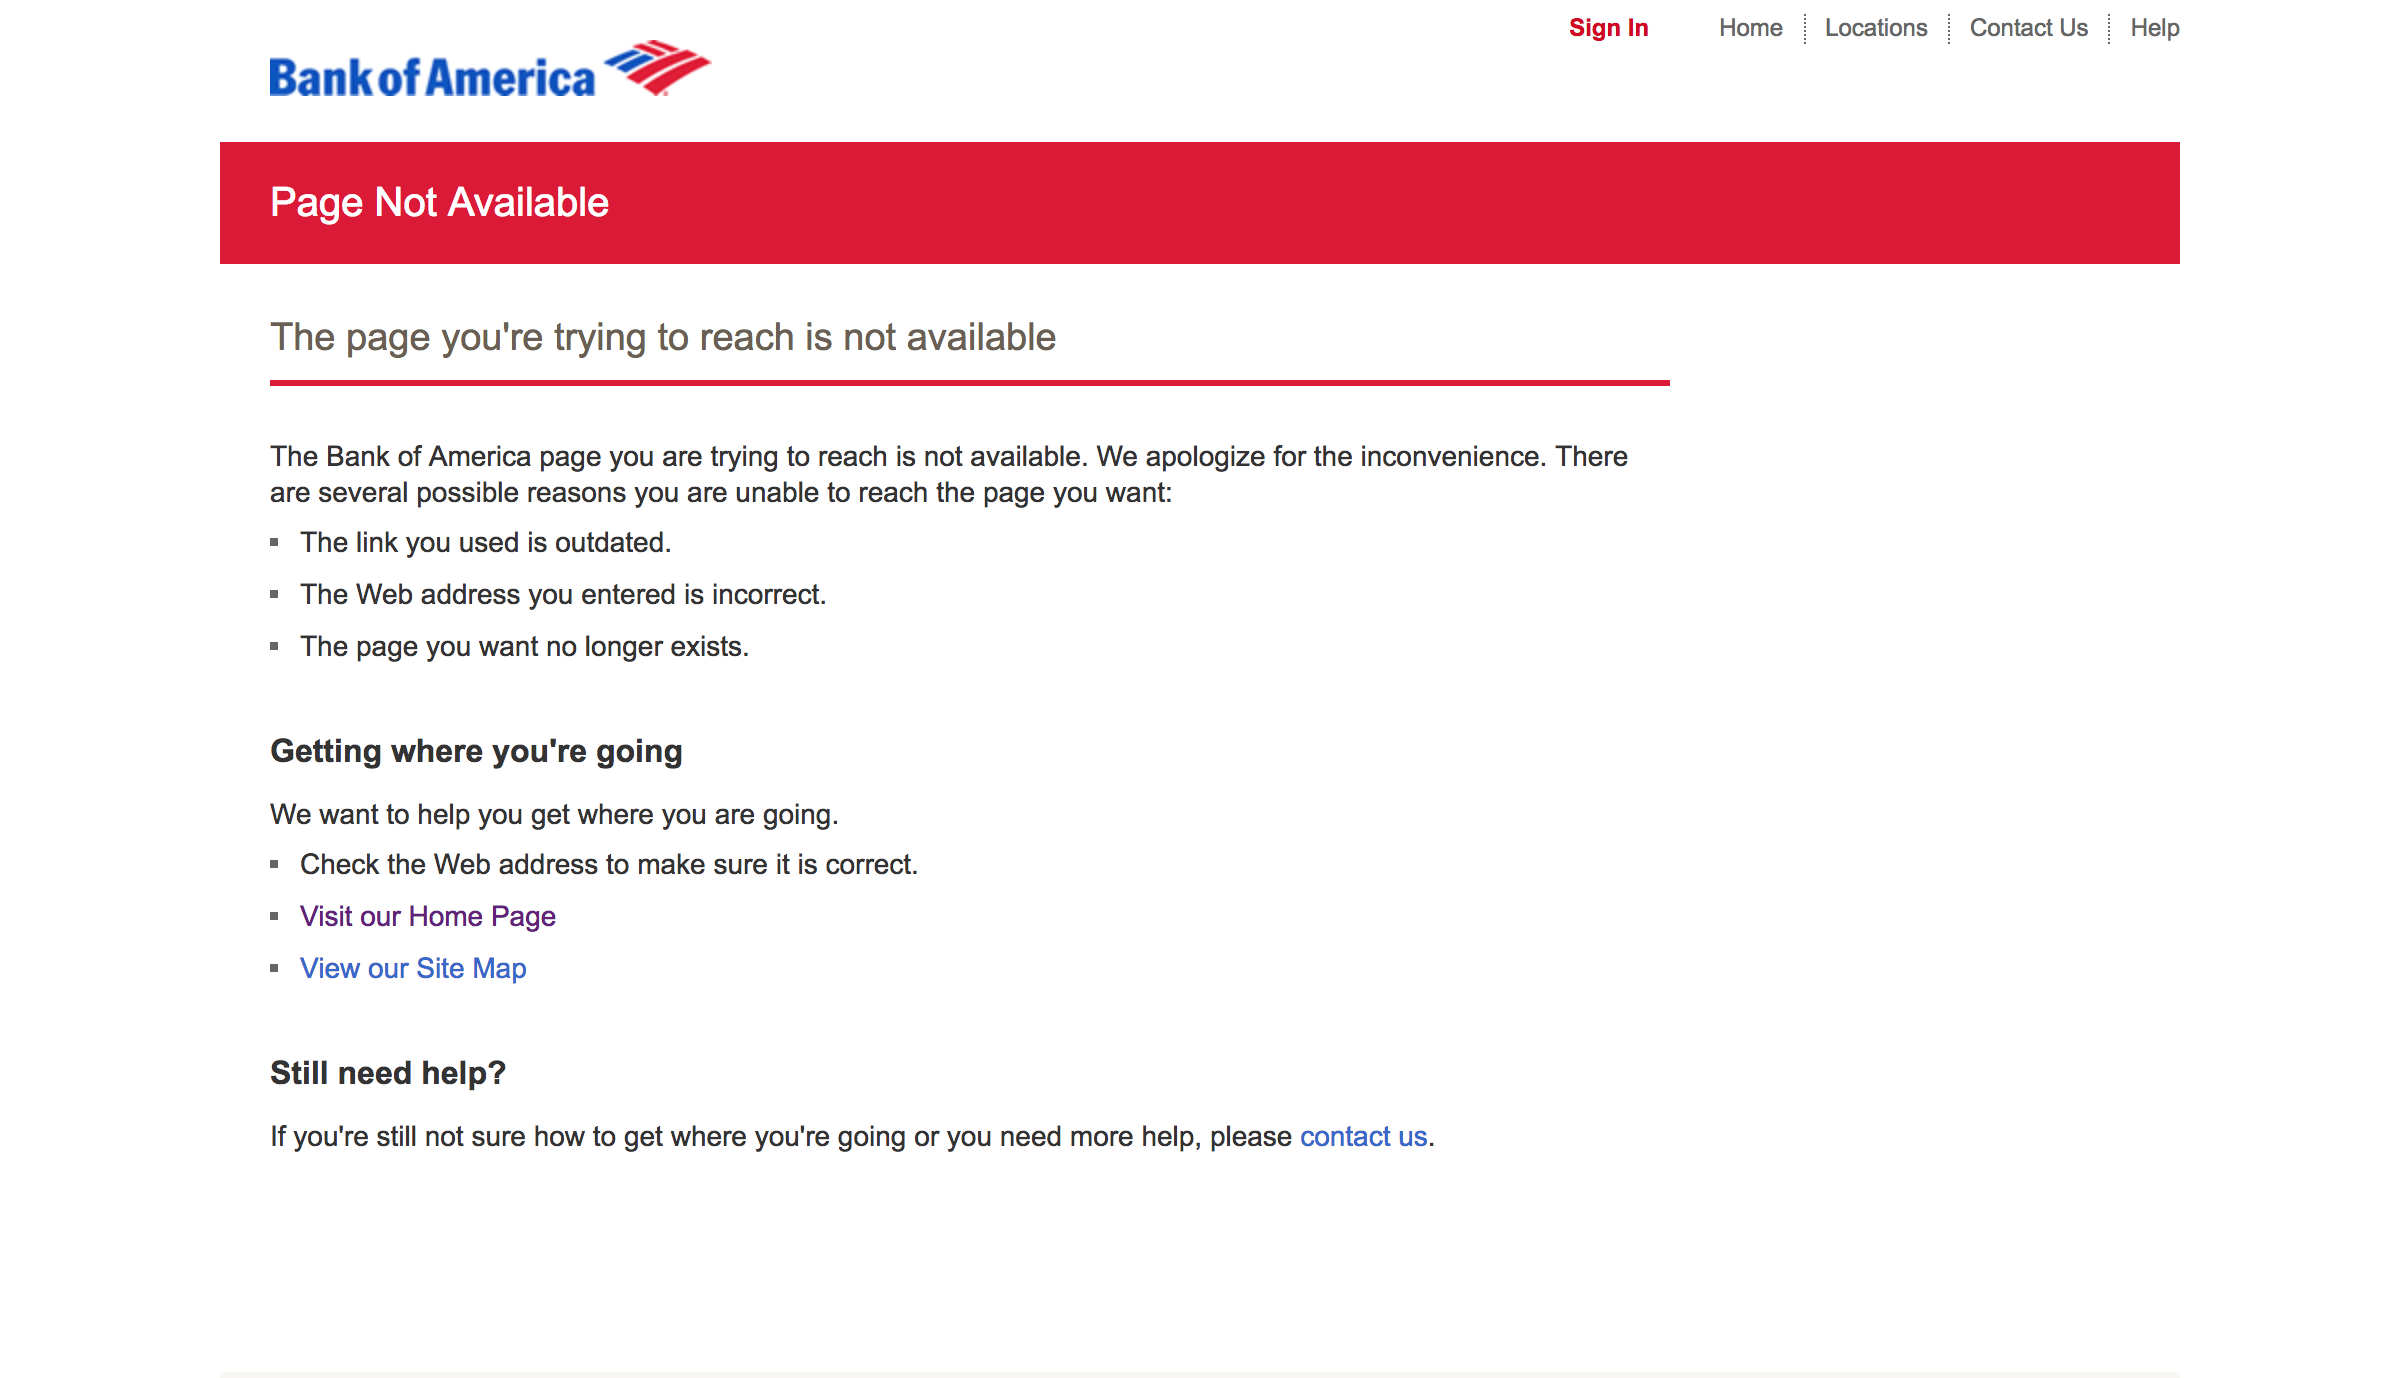 Sign In Home Locations Contact Us Help
Bank of America
Page Not Available
The page you're trying to reach is not available
The Bank of America page you are trying to reach is not available. We apologize for the inconvenience. There
are several possible reasons you are unable to reach the page you want:
The link you used is outdated.
The Web address you entered is incorrect.
The page you want no longer exists.
Getting where you're going
We want to help you get where you are going.
Check the Web address to make sure it is correct.
Visit our Home Page
View our Site Map
Still need help?
If you're still not sure how to get where you're going or you need more help, please contact us.